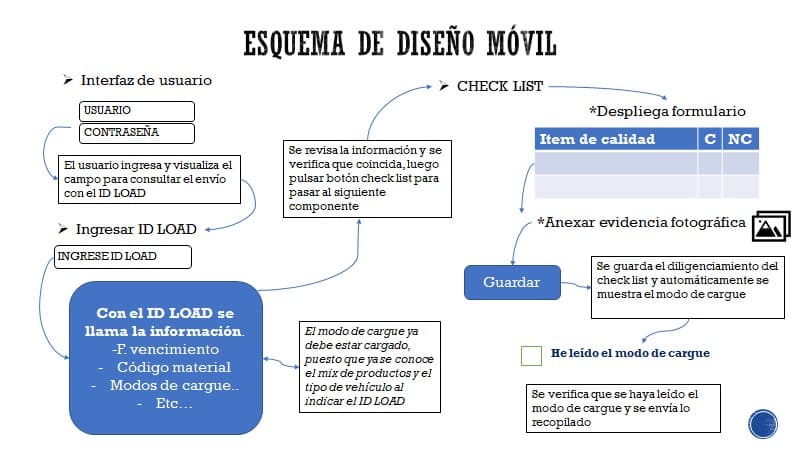 ESQUEMA DE DISEÑO MÓVIL
Interfaz de usuario
USUARIO
CONTRASEÑA
El usuario ingresa y visualiza el
campo para consultar el envío
con el ID LOAD
Ingresar ID LOAD
INGRESE ID LOAD
Con el ID LOAD se
llama la información.
-F. vencimiento
- Código material
- Modos de cargue..
- Etc…
Se revisa la información y se
verifica que coincida, luego
pulsar botón check list para
pasar al siguiente
componente
El modo de cargue ya
debe estar cargado,
puesto que ya se conoce
el mix de productos y el
tipo de vehículo al
indicar el ID LOAD
CHECK LIST
*Despliega formulario
Item de calidad C NC
*Anexar evidencia fotográfica
Guardar
Se guarda el diligenciamiento del
check list y automáticamente se
muestra el modo de cargue
He leído el modo de cargue
Se verifica que se haya leído el
modo de cargue y se envía lo
recopilado